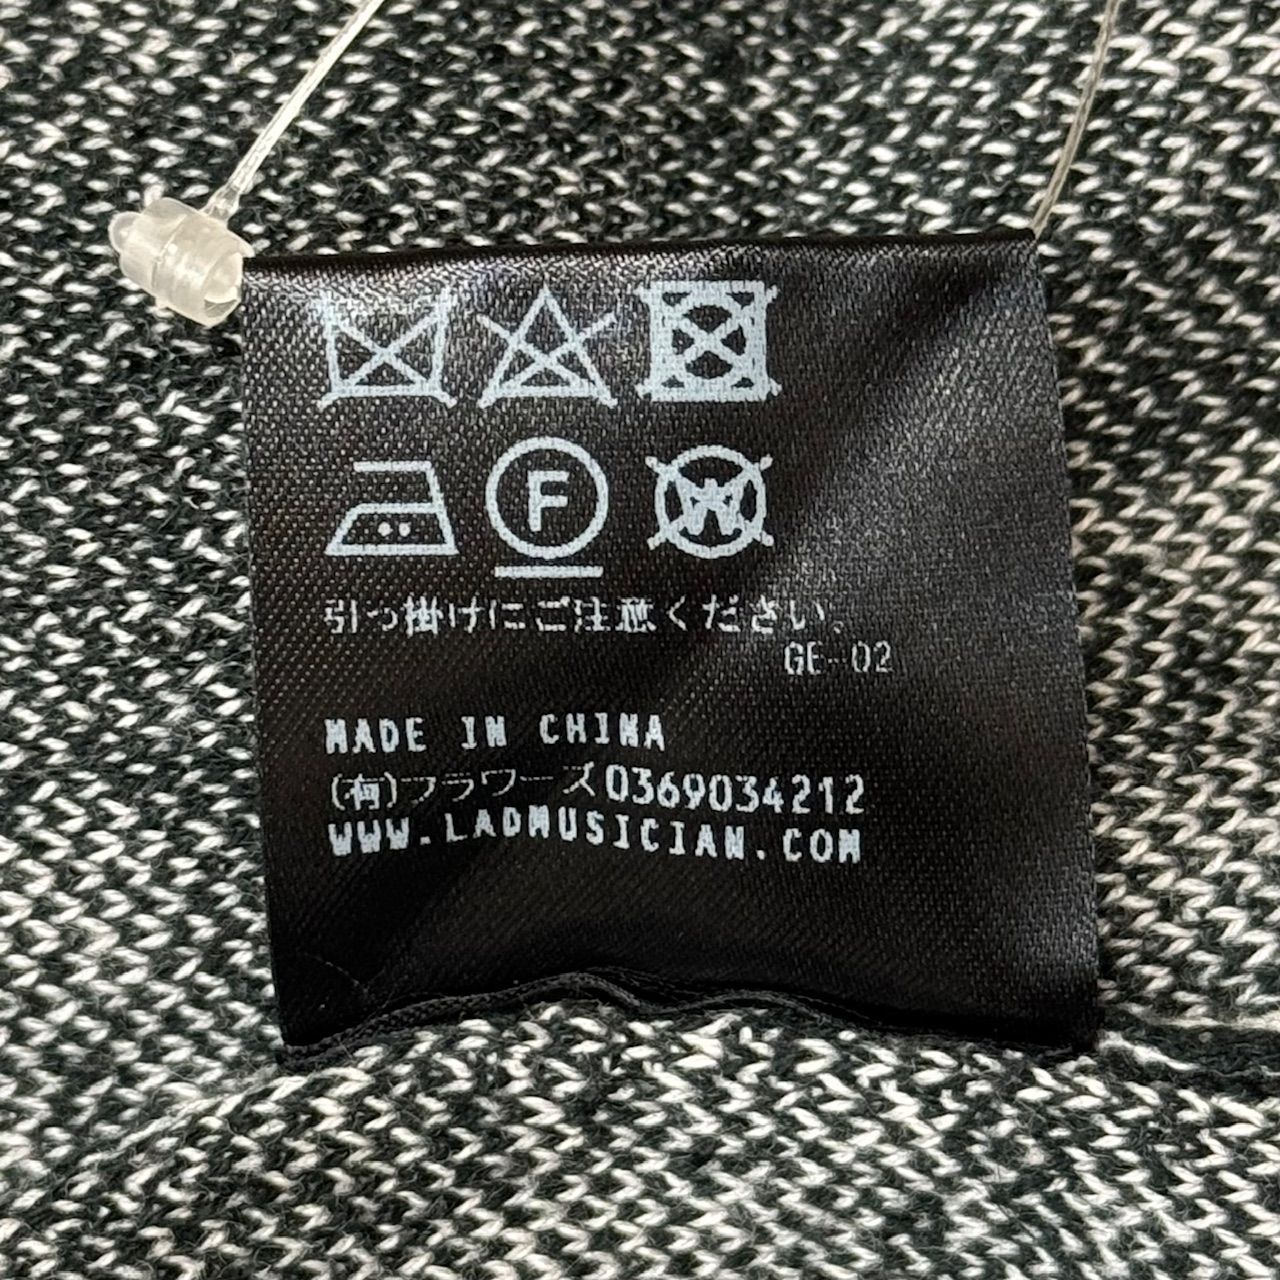 F
W
引っ掛けにご注意ください。
GE-02
MADE IN CHINA
(有)フラワーズ0369034212
WWW.LADMUSICIAN.COM